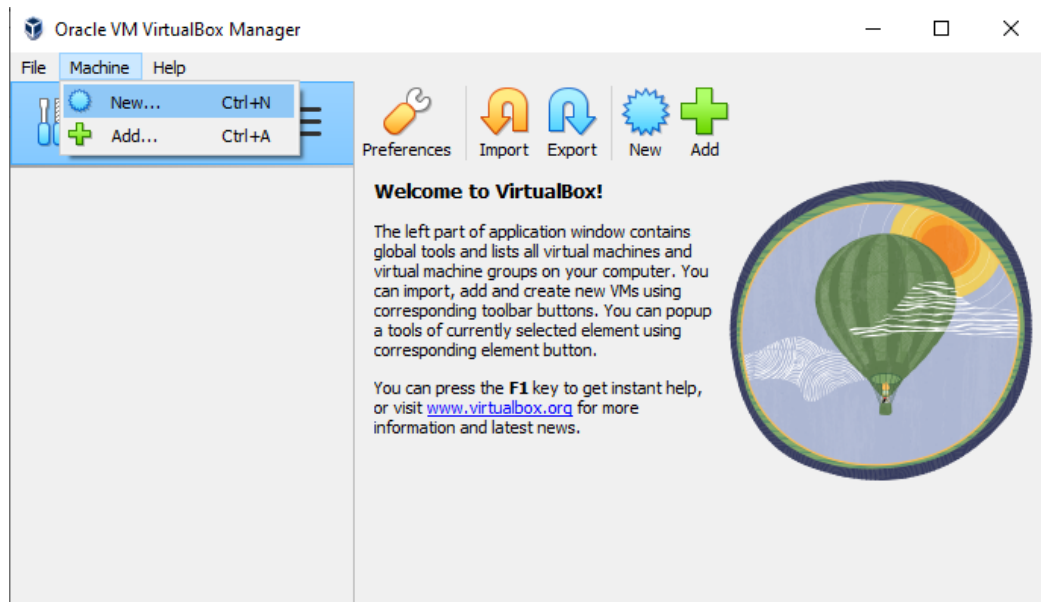 Oracle VM VirtualBox Manager
File Machine Help
New... Ctrl+N
Add... Ctrl+A
Preferences Import Export New Add
Welcome to VirtualBox!
The left part of application window contains
global tools and lists all virtual machines and
virtual machine groups on your computer. You
can import, add and create new VMs using
corresponding toolbar buttons. You can popup
a tools of currently selected element using
corresponding element button.
You can press the F1 key to get instant help,
or visit www.virtualbox.org for more
information and latest news.